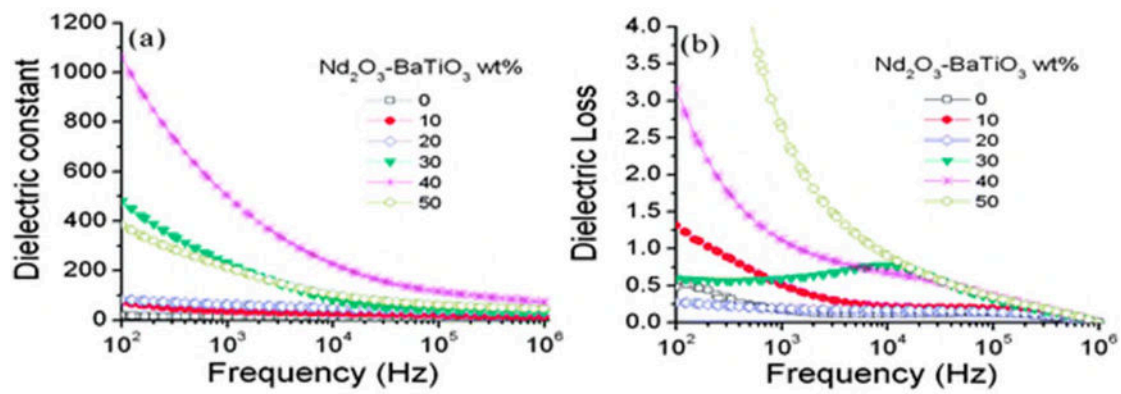 (a)
Nd₂O₃-BaTiO₃ wt%
0
10
20
30
40
50
1200
1000
800
600
400
200
0
Dielectric constant
10² 10³ 10⁴ 10⁵ 10⁶
Frequency (Hz)
(b)
Nd₂O₃-BaTiO₃ wt%
0
10
20
30
40
50
4.0
3.5
3.0
2.5
2.0
1.5
1.0
0.5
0.0
Dielectric Loss
10² 10³ 10⁴ 10⁵ 10⁶
Frequency (Hz)